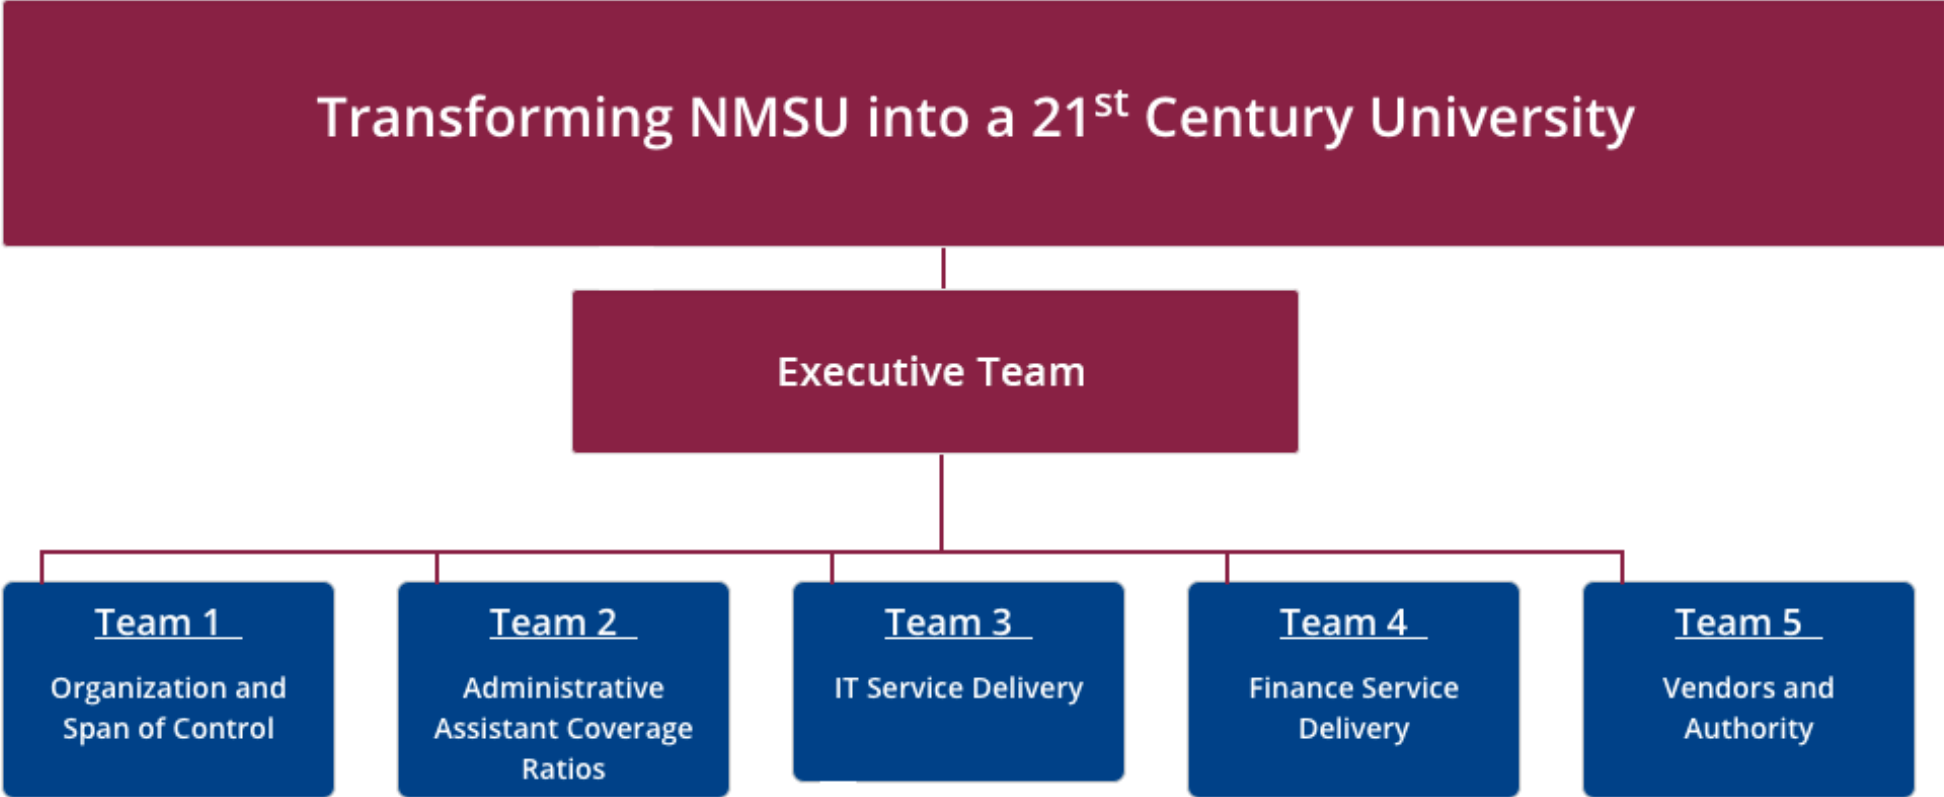 Transforming NMSU into a 21st Century University
Executive Team
Team 1
Organization and
Span of Control
Team 2
Administrative
Assistant Coverage
Ratios
Team 3
IT Service Delivery
Team 4
Finance Service
Delivery
Team 5
Vendors and
Authority